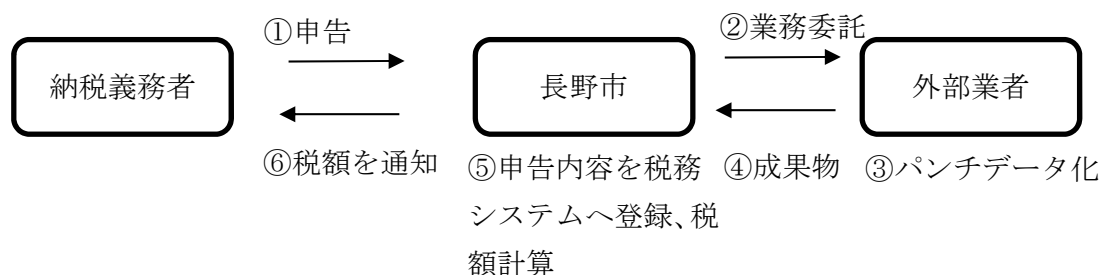 ①申告
②業務委託
納税義務者
長野市
外部業者
⑥税額を通知
⑤申告内容を税務
システムへ登録、税
額計算
④成果物
③パンチデータ化